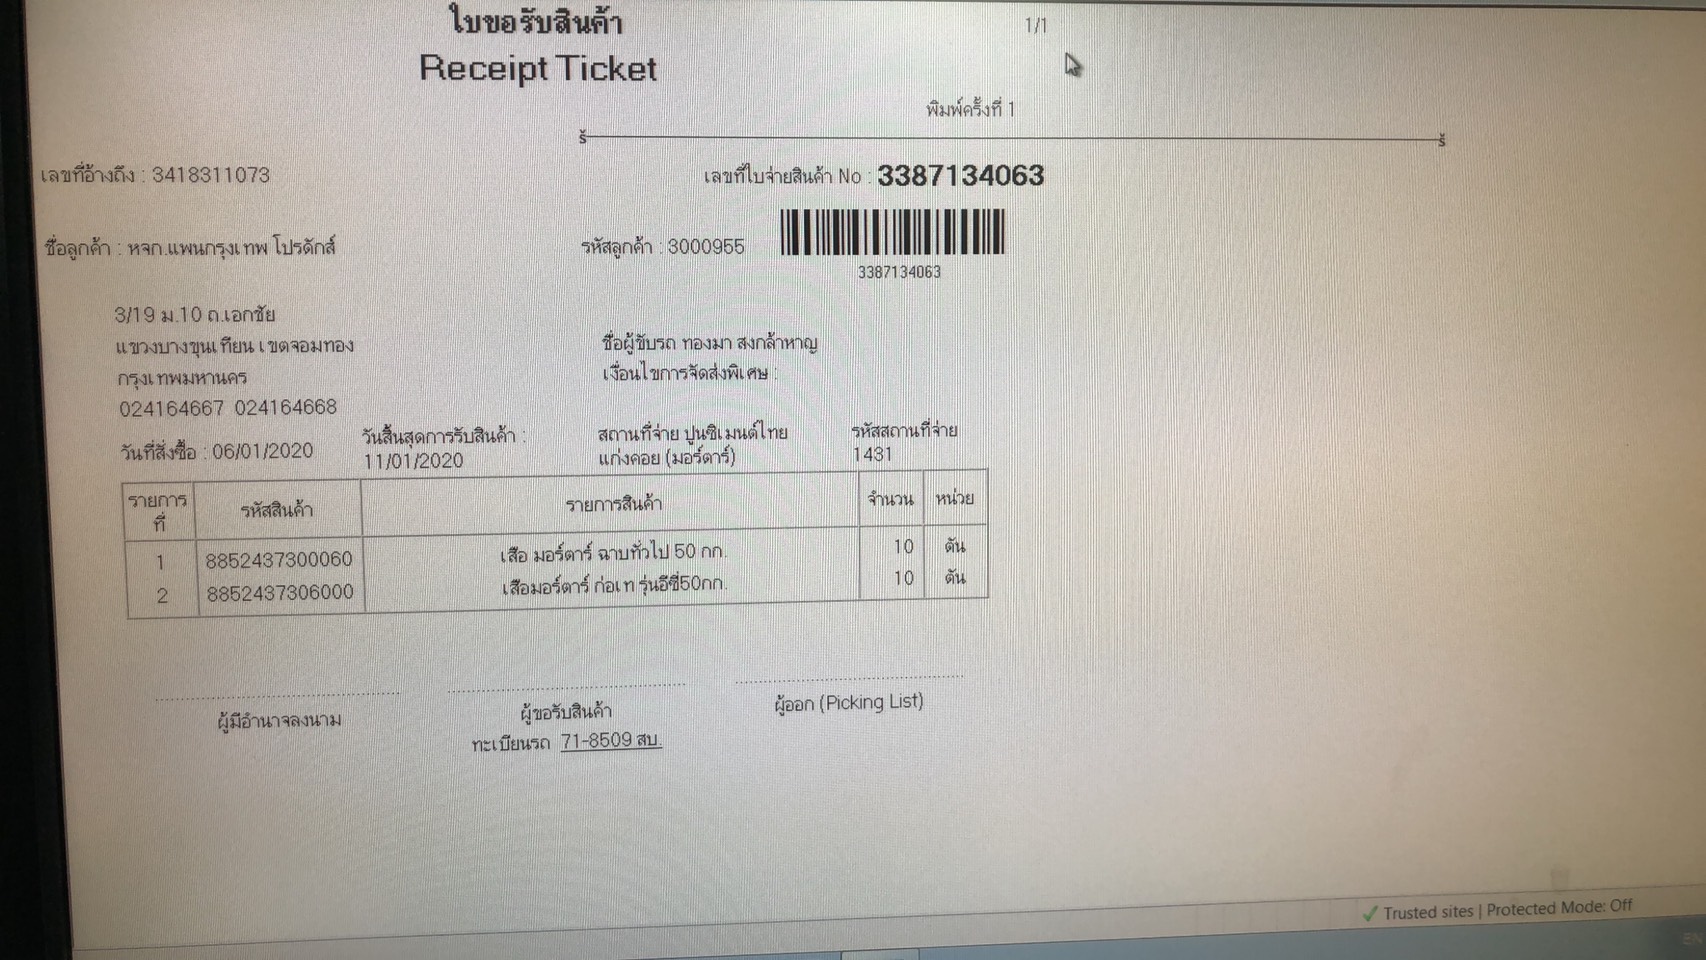 ใบขอรับสินค้า
1/1
Receipt Ticket
พิมพ์ครั้งที่ 1
เลขที่อ้างถึง : 3418311073
เลขที่ใบจ่ายสินค้า No : 3387134063
ชื่อลูกค้า : หจก.แพนกรุงเทพ โปรดักส์
รหัสลูกค้า : 3000955
3387134063
3/19 ม.10 ถ.เอกชัย
แขวงบางขุนเทียน เขตจอมทอง
กรุงเทพมหานคร
024164667 024164668
ชื่อผู้ขับรถ ทองมา สงกล้าหาญ
เงื่อนไขการจัดส่งพิเศษ :
วันที่สั่งซื้อ : 06/01/2020
วันสิ้นสุดการรับสินค้า :
11/01/2020
สถานที่จ่าย ปูนซิเมนต์ไทย
แก่งคอย (มอร์ตาร์)
รหัสสถานที่จ่าย
1431
รายการที่ รหัสสินค้า รายการสินค้า จำนวน หน่วย
1 8852437300060 เสือ มอร์ตาร์ ฉาบทั่วไป 50 กก. 10 ตัน
2 8852437306000 เสือมอร์ตาร์ ก่อเท รุ่นอีซี่50กก. 10 ตัน
ผู้มีอำนาจลงนาม
ผู้ขอรับสินค้า
ผู้ออก (Picking List)
ทะเบียนรถ 71-8509 สบ.
Trusted sites | Protected Mode: Off
EN